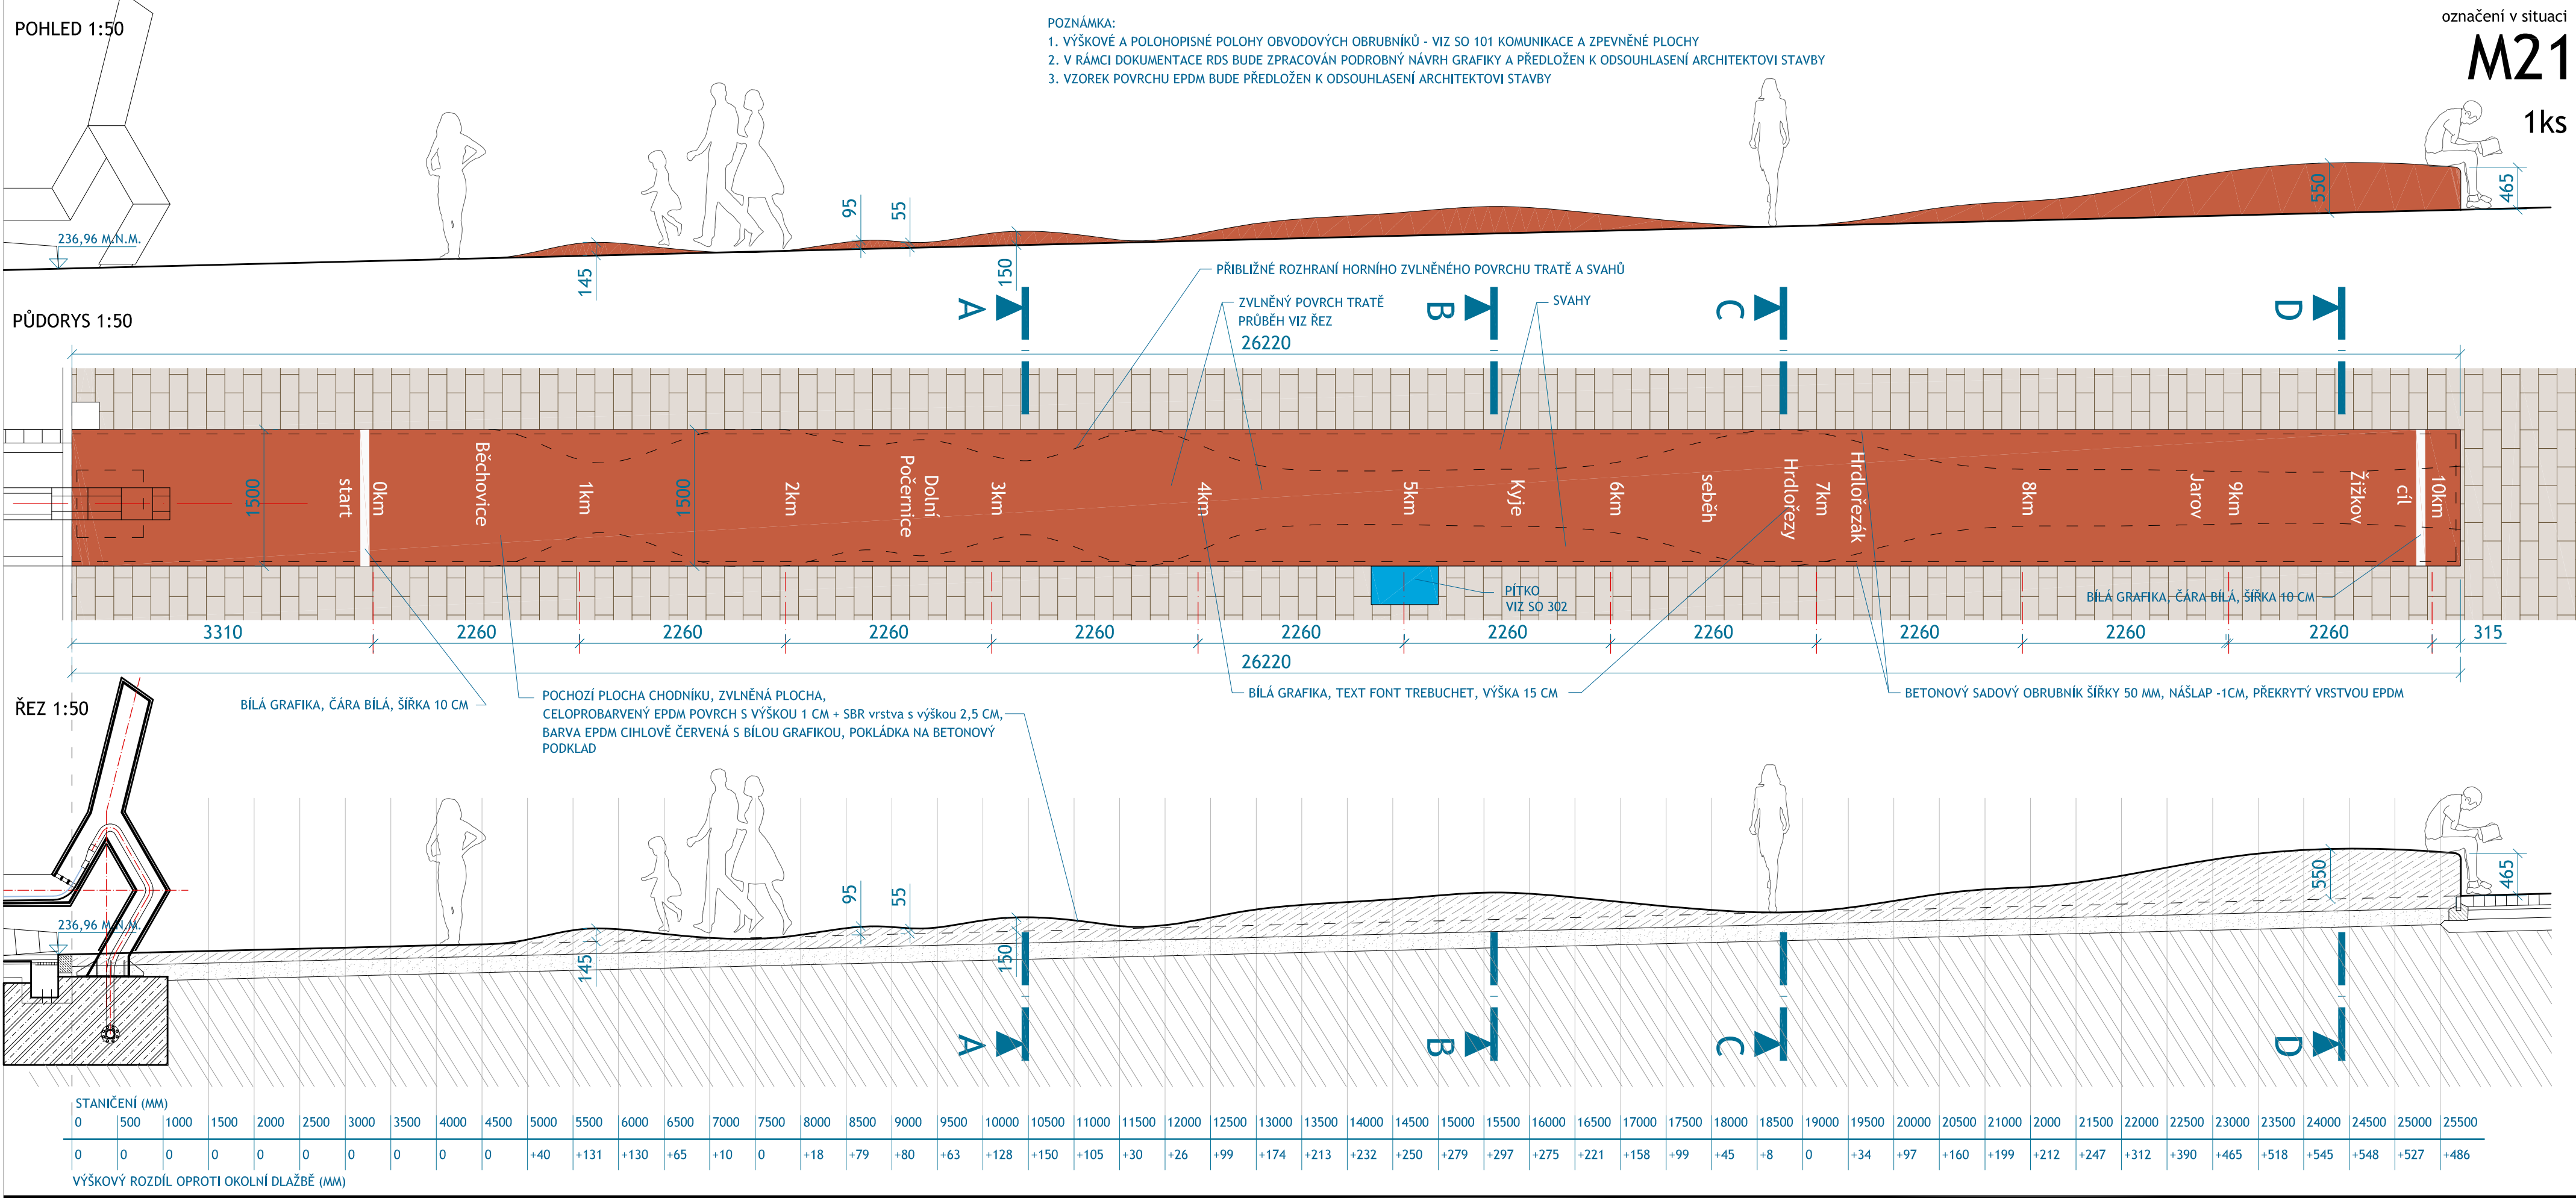 POHLED 1:50
POZNÁMKA:
1. VÝŠKOVÉ A POLOHOPISNÉ POLOHY OBVODOVÝCH OBRUBNÍKŮ - VIZ SO 101 KOMUNIKACE A ZPEVNĚNÉ PLOCHY
2. V RÁMCI DOKUMENTACE RDS BUDE ZPRACOVÁN PODROBNÝ NÁVRH GRAFIKY A PŘEDLOŽEN K ODSOUHLASENÍ ARCHITEKTOVI STAVBY
3. VZOREK POVRCHU EPDM BUDE PŘEDLOŽEN K ODSOUHLASENÍ ARCHITEKTOVI STAVBY
označení v situaci
M21
1ks
236,96 M.N.M.
145
95
55
150
550
465
PŘIBLIŽNÉ ROZHRANÍ HORNÍHO ZVLNĚNÉHO POVRCHU TRATĚ A SVAHŮ
ZVLNĚNÝ POVRCH TRATĚ
PRŮBĚH VIZ ŘEZ
SVAHY
A
B
C
D
PŮDORYS 1:50
26220
1500
start
0km
Běchovice
1km
1500
2km
Dolní
Počernice
3km
4km
5km
Kyje
6km
seběh
Hrdlořezy
7km
Hrdlořezák
8km
Jarov
9km
Žižkov
cíl
10km
PÍTKO
VIZ SO 302
BÍLÁ GRAFIKA, ČÁRA BÍLÁ, ŠÍŘKA 10 CM
3310 2260 2260 2260 2260 2260 2260 2260 2260 2260 2260 315
26220
BÍLÁ GRAFIKA, ČÁRA BÍLÁ, ŠÍŘKA 10 CM
POCHOZÍ PLOCHA CHODNÍKU, ZVLNĚNÁ PLOCHA,
CELOPROBARVENÝ EPDM POVRCH S VÝŠKOU 1 CM + SBR vrstva s výškou 2,5 CM,
BARVA EPDM CIHLOVĚ ČERVENÁ S BÍLOU GRAFIKOU, POKLÁDKA NA BETONOVÝ
PODKLAD
BÍLÁ GRAFIKA, TEXT FONT TREBUCHET, VÝŠKA 15 CM
BETONOVÝ SADOVÝ OBRUBNÍK ŠÍŘKY 50 MM, NÁŠLAP -1CM, PŘEKRYTÝ VRSTVOU EPDM
ŘEZ 1:50
236,96 M.N.M.
145
95
55
150
550
465
A
B
C
D
STANIČENÍ (MM)
0 500 1000 1500 2000 2500 3000 3500 4000 4500 5000 5500 6000 6500 7000 7500 8000 8500 9000 9500 10000 10500 11000 11500 12000 12500 13000 13500 14000 14500 15000 15500 16000 16500 17000 17500 18000 18500 19000 19500 20000 20500 21000 2000 21500 22000 22500 23000 23500 24000 24500 25000 25500
0 0 0 0 0 0 0 0 0 0 +40 +131 +130 +65 +10 0 +18 +79 +80 +63 +128 +150 +105 +30 +26 +99 +174 +213 +232 +250 +279 +297 +275 +221 +158 +99 +45 +8 0 +34 +97 +160 +199 +212 +247 +312 +390 +465 +518 +545 +548 +527 +486
VÝŠKOVÝ ROZDÍL OPROTI OKOLNÍ DLAŽBĚ (MM)